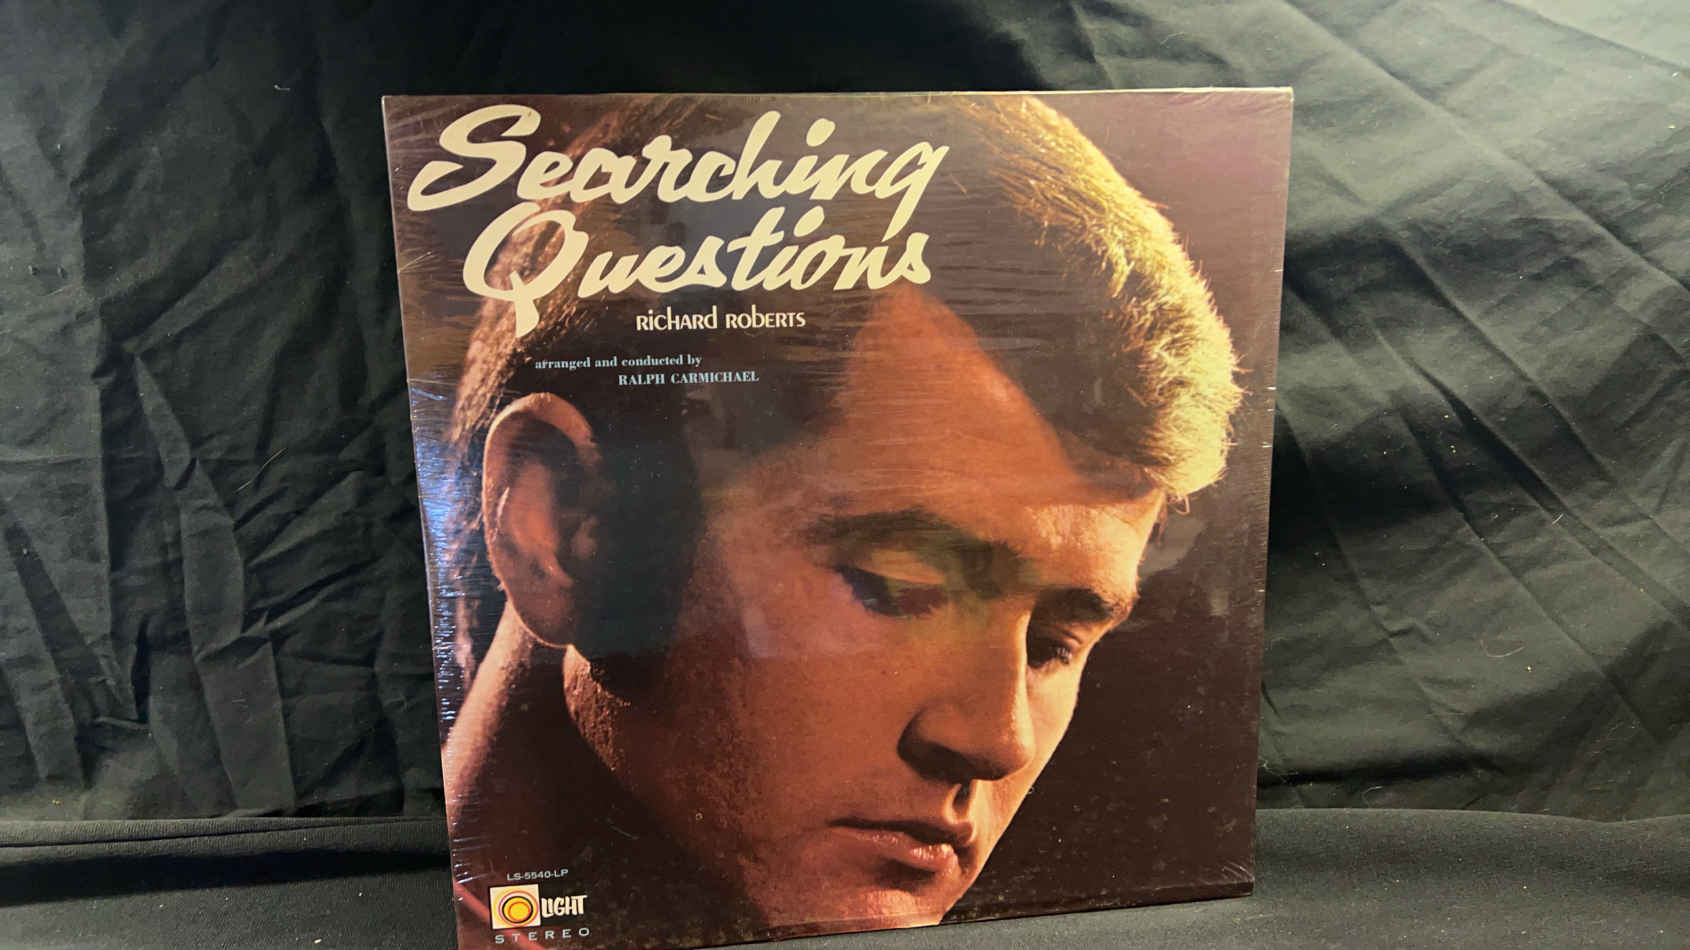 Searching
Questions
RicHARd RobERTS
arranged and conducted by
RALPH CARMICHAEL
LS-5540-LP
LIGHT
STEREO